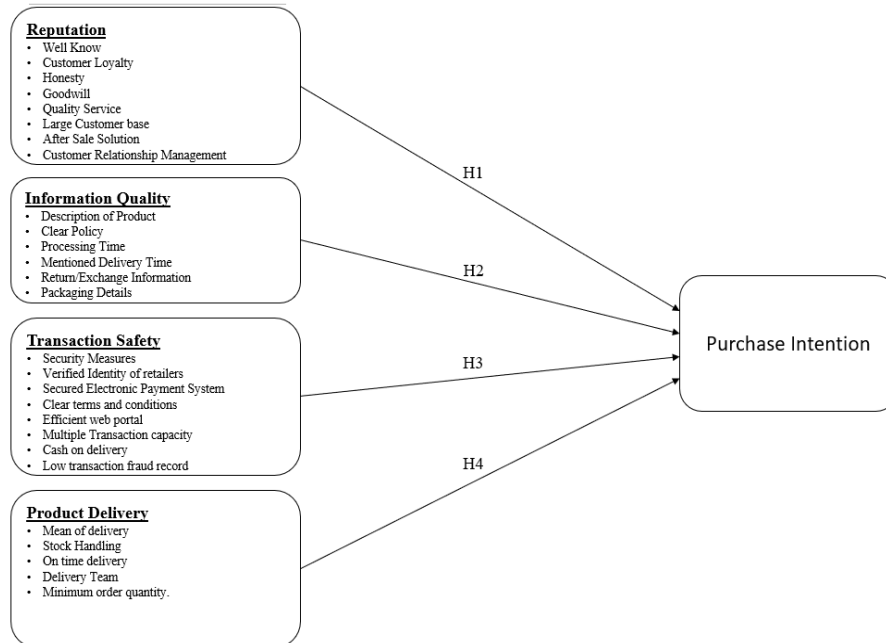 Reputation
• Well Know
• Customer Loyalty
• Honesty
• Goodwill
• Quality Service
• Large Customer base
• After Sale Solution
• Customer Relationship Management
H1
Information Quality
• Description of Product
• Clear Policy
• Processing Time
• Mentioned Delivery Time
• Return/Exchange Information
• Packaging Details
H2
Transaction Safety
• Security Measures
• Verified Identity of retailers
• Secured Electronic Payment System
• Clear terms and conditions
• Efficient web portal
• Multiple Transaction capacity
• Cash on delivery
• Low transaction fraud record
H3
Product Delivery
• Mean of delivery
• Stock Handling
• On time delivery
• Delivery Team
• Minimum order quantity.
H4
Purchase Intention